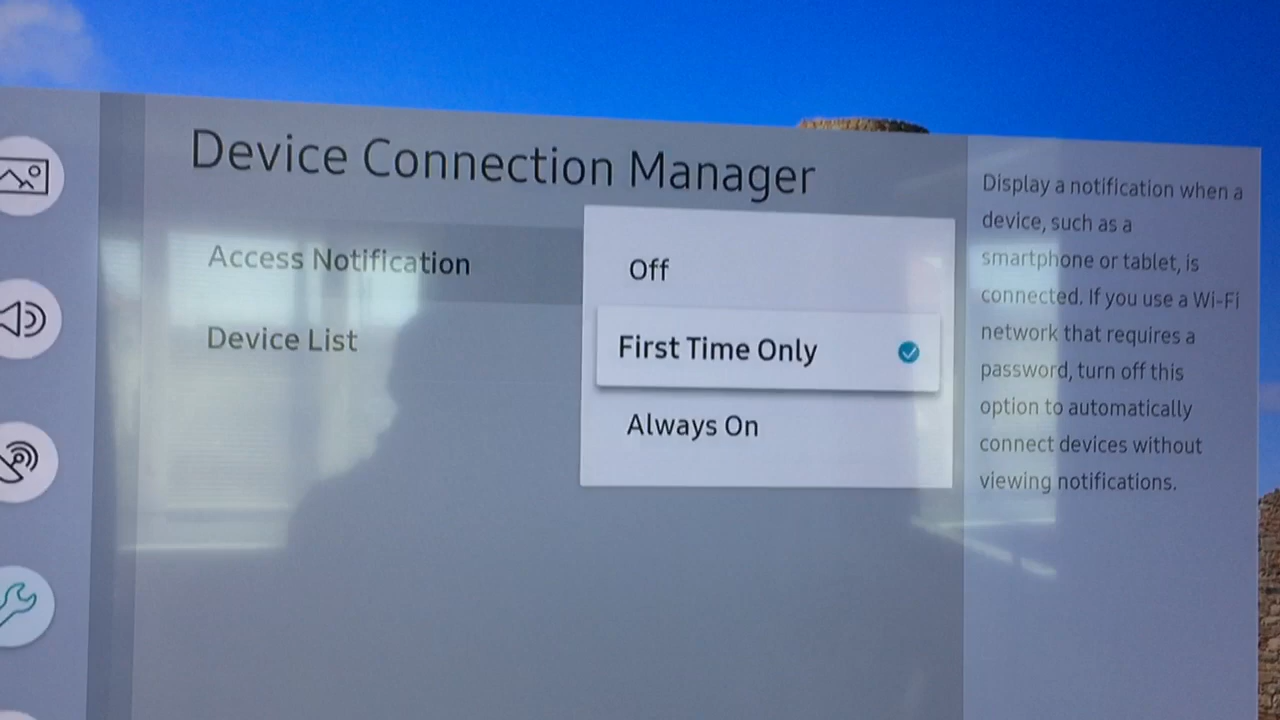 Device Connection Manager
Access Notification
Device List
Off
First Time Only
Always On
Display a notification when a
device, such as a
smartphone or tablet, is
connected. If you use a Wi-Fi
network that requires a
password, turn off this
option to automatically
connect devices without
viewing notifications.